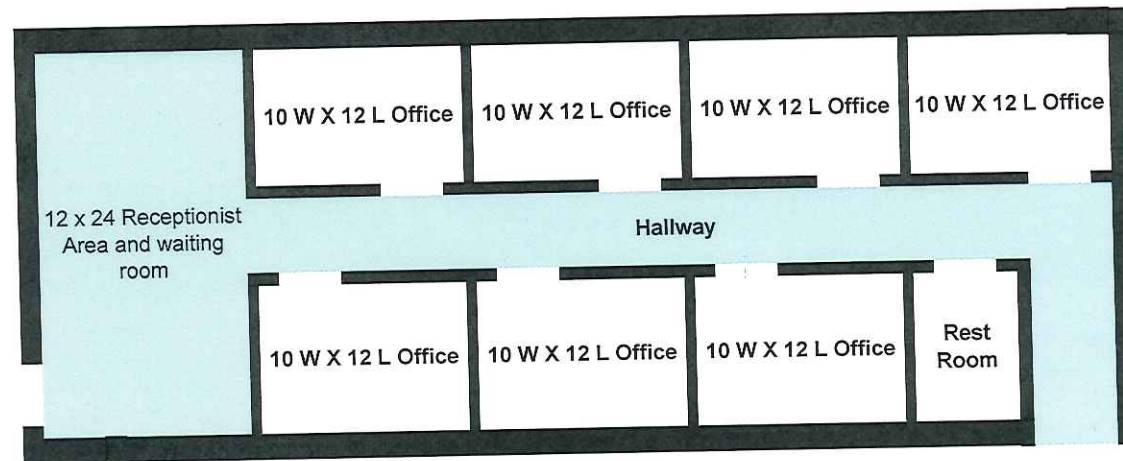 10 W X 12 L Office
10 W X 12 L Office
10 W X 12 L Office
10 W X 12 L Office
12 x 24 Receptionist
Area and waiting
room
Hallway
10 W X 12 L Office
10 W X 12 L Office
10 W X 12 L Office
Rest
Room